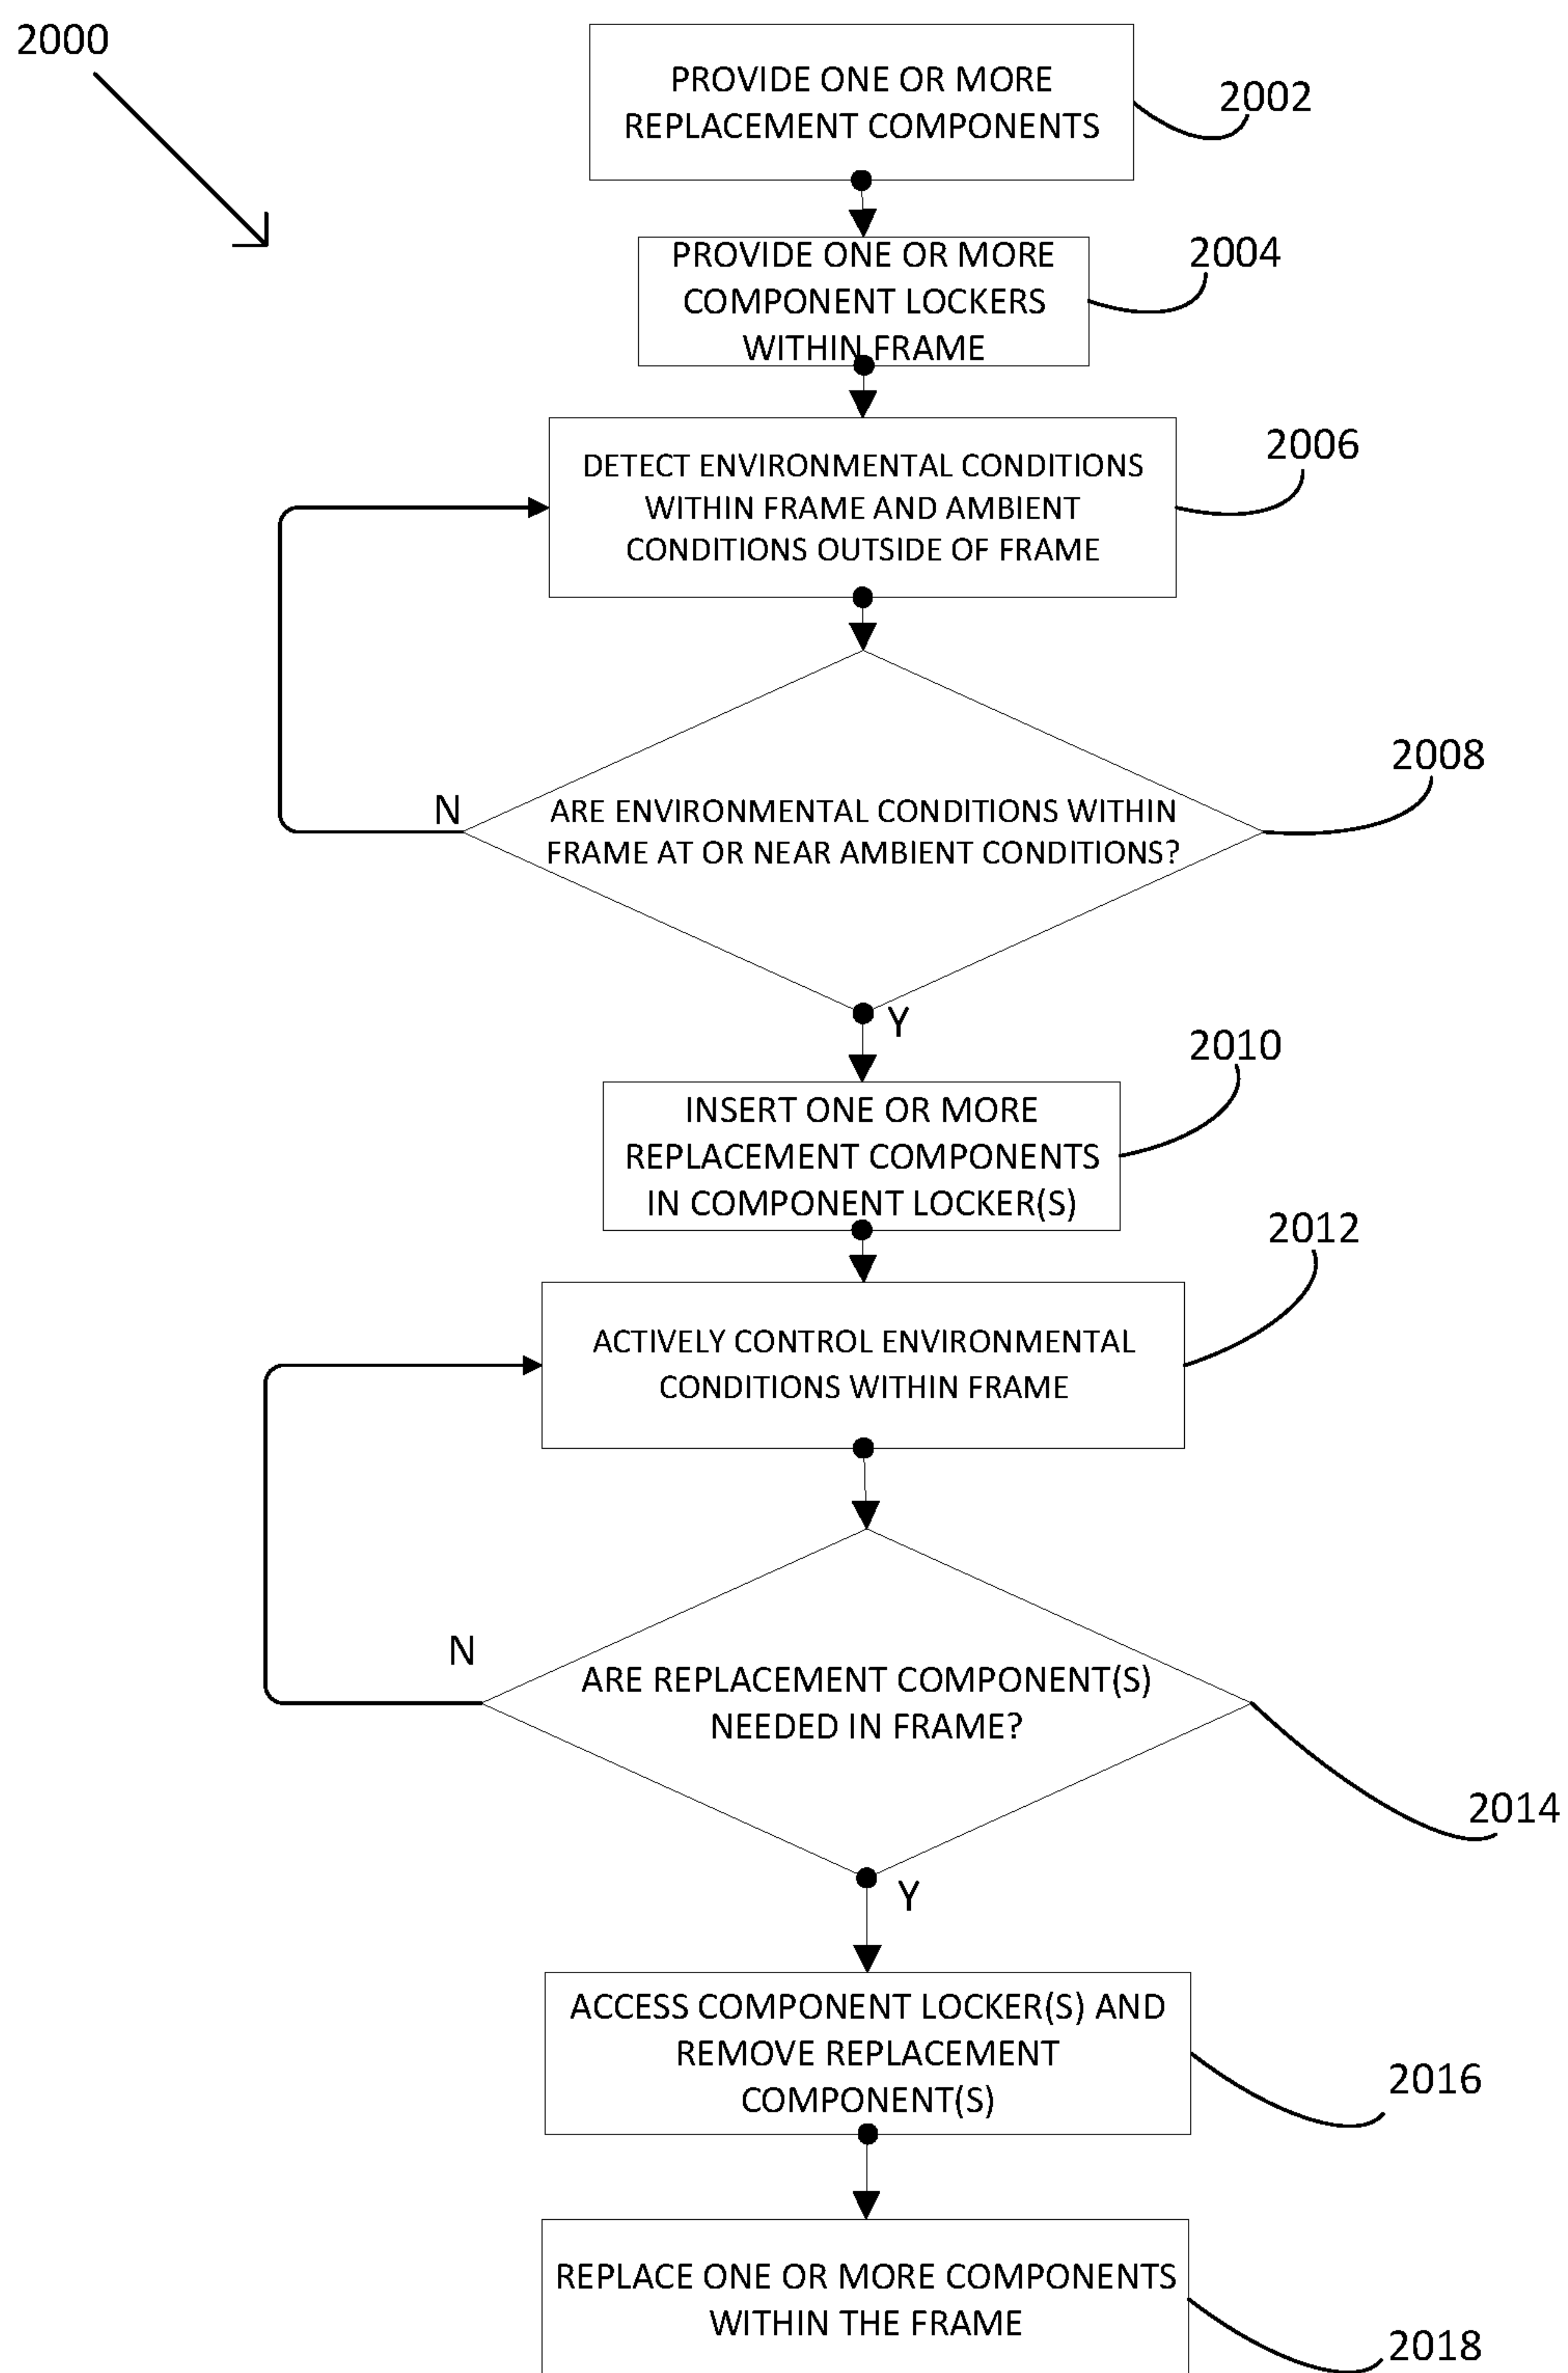 2000
PROVIDE ONE OR MORE
REPLACEMENT COMPONENTS
2002
PROVIDE ONE OR MORE
COMPONENT LOCKERS
WITHIN FRAME
2004
DETECT ENVIRONMENTAL CONDITIONS
WITHIN FRAME AND AMBIENT
CONDITIONS OUTSIDE OF FRAME
2006
ARE ENVIRONMENTAL CONDITIONS WITHIN
FRAME AT OR NEAR AMBIENT CONDITIONS?
2008
N
Y
INSERT ONE OR MORE
REPLACEMENT COMPONENTS
IN COMPONENT LOCKER(S)
2010
ACTIVELY CONTROL ENVIRONMENTAL
CONDITIONS WITHIN FRAME
2012
ARE REPLACEMENT COMPONENT(S)
NEEDED IN FRAME?
N
2014
Y
ACCESS COMPONENT LOCKER(S) AND
REMOVE REPLACEMENT
COMPONENT(S)
2016
REPLACE ONE OR MORE COMPONENTS
WITHIN THE FRAME
2018